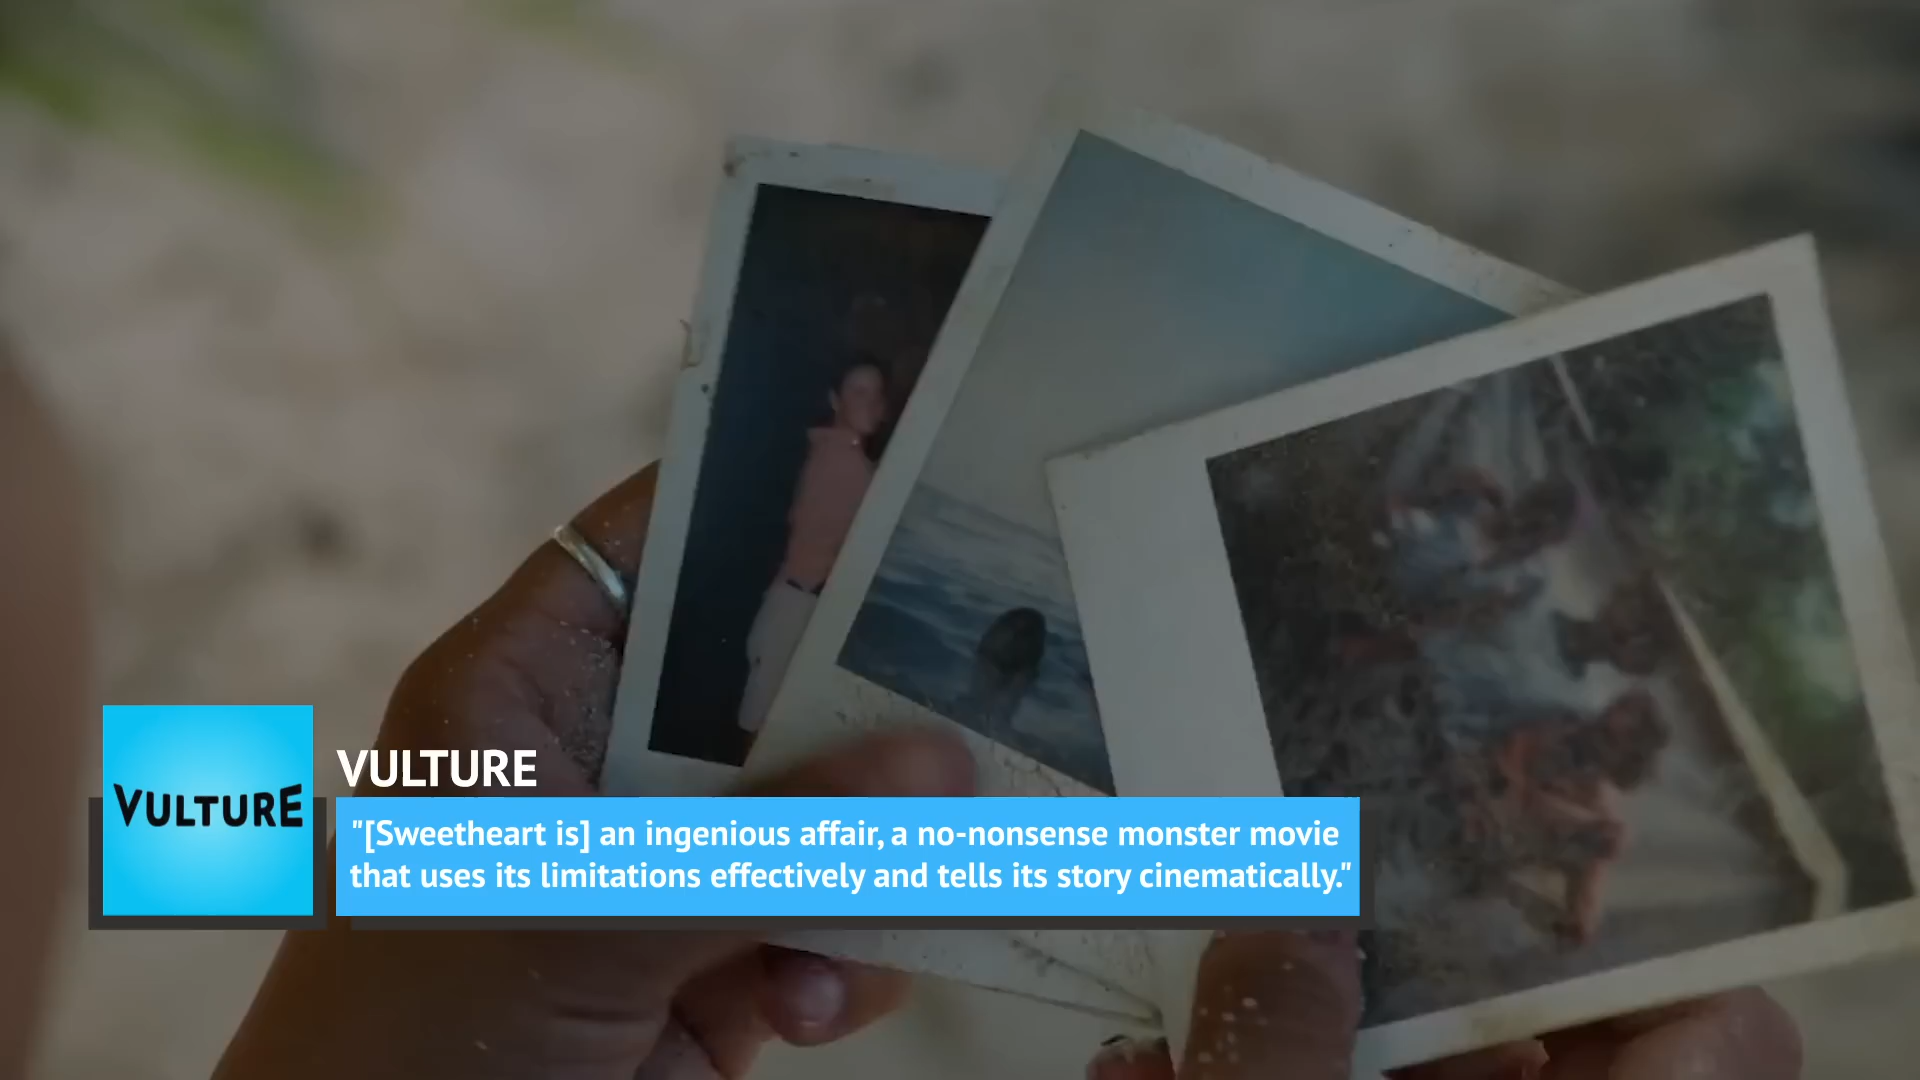 VULTURE
VULTURE
"[Sweetheart is] an ingenious affair, a no-nonsense monster movie
that uses its limitations effectively and tells its story cinematically."